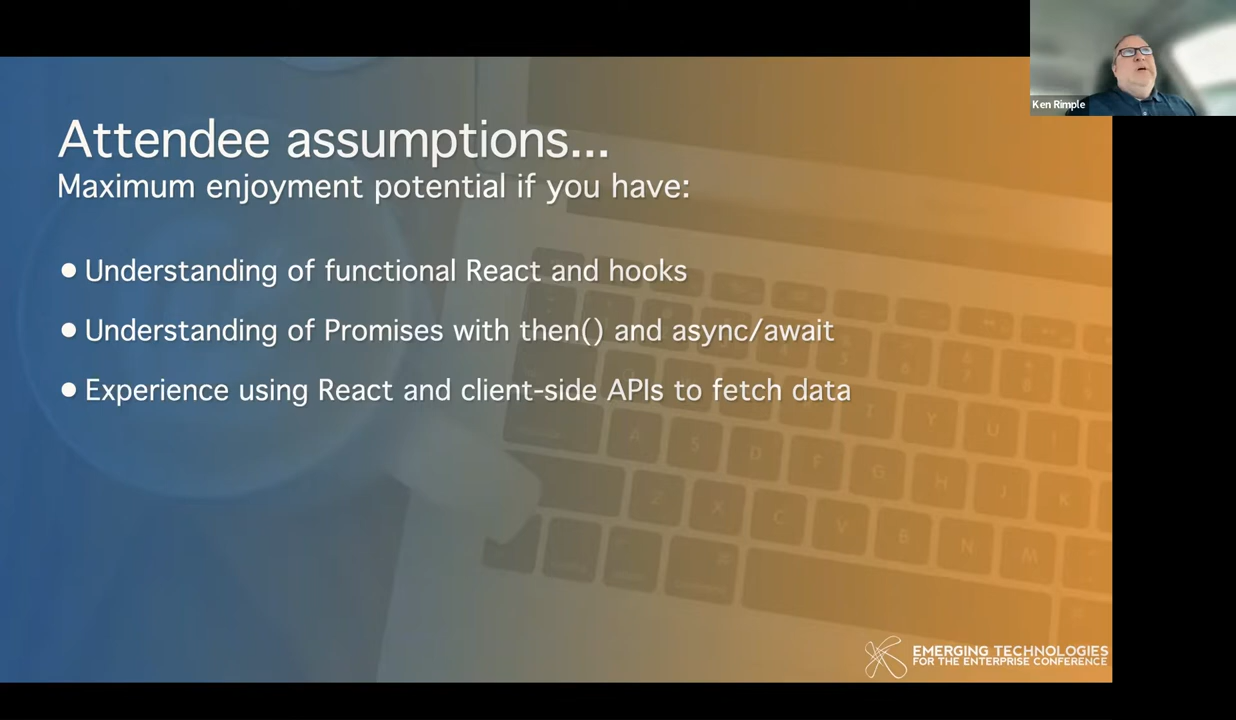 Ken Rimple
Attendee assumptions...
Maximum enjoyment potential if you have:
● Understanding of functional React and hooks
● Understanding of Promises with then() and async/await
● Experience using React and client-side APIs to fetch data
A S D F G H J K
Z X C V B N M
EMERGING TECHNOLOGIES
FOR THE ENTERPRISE CONFERENCE